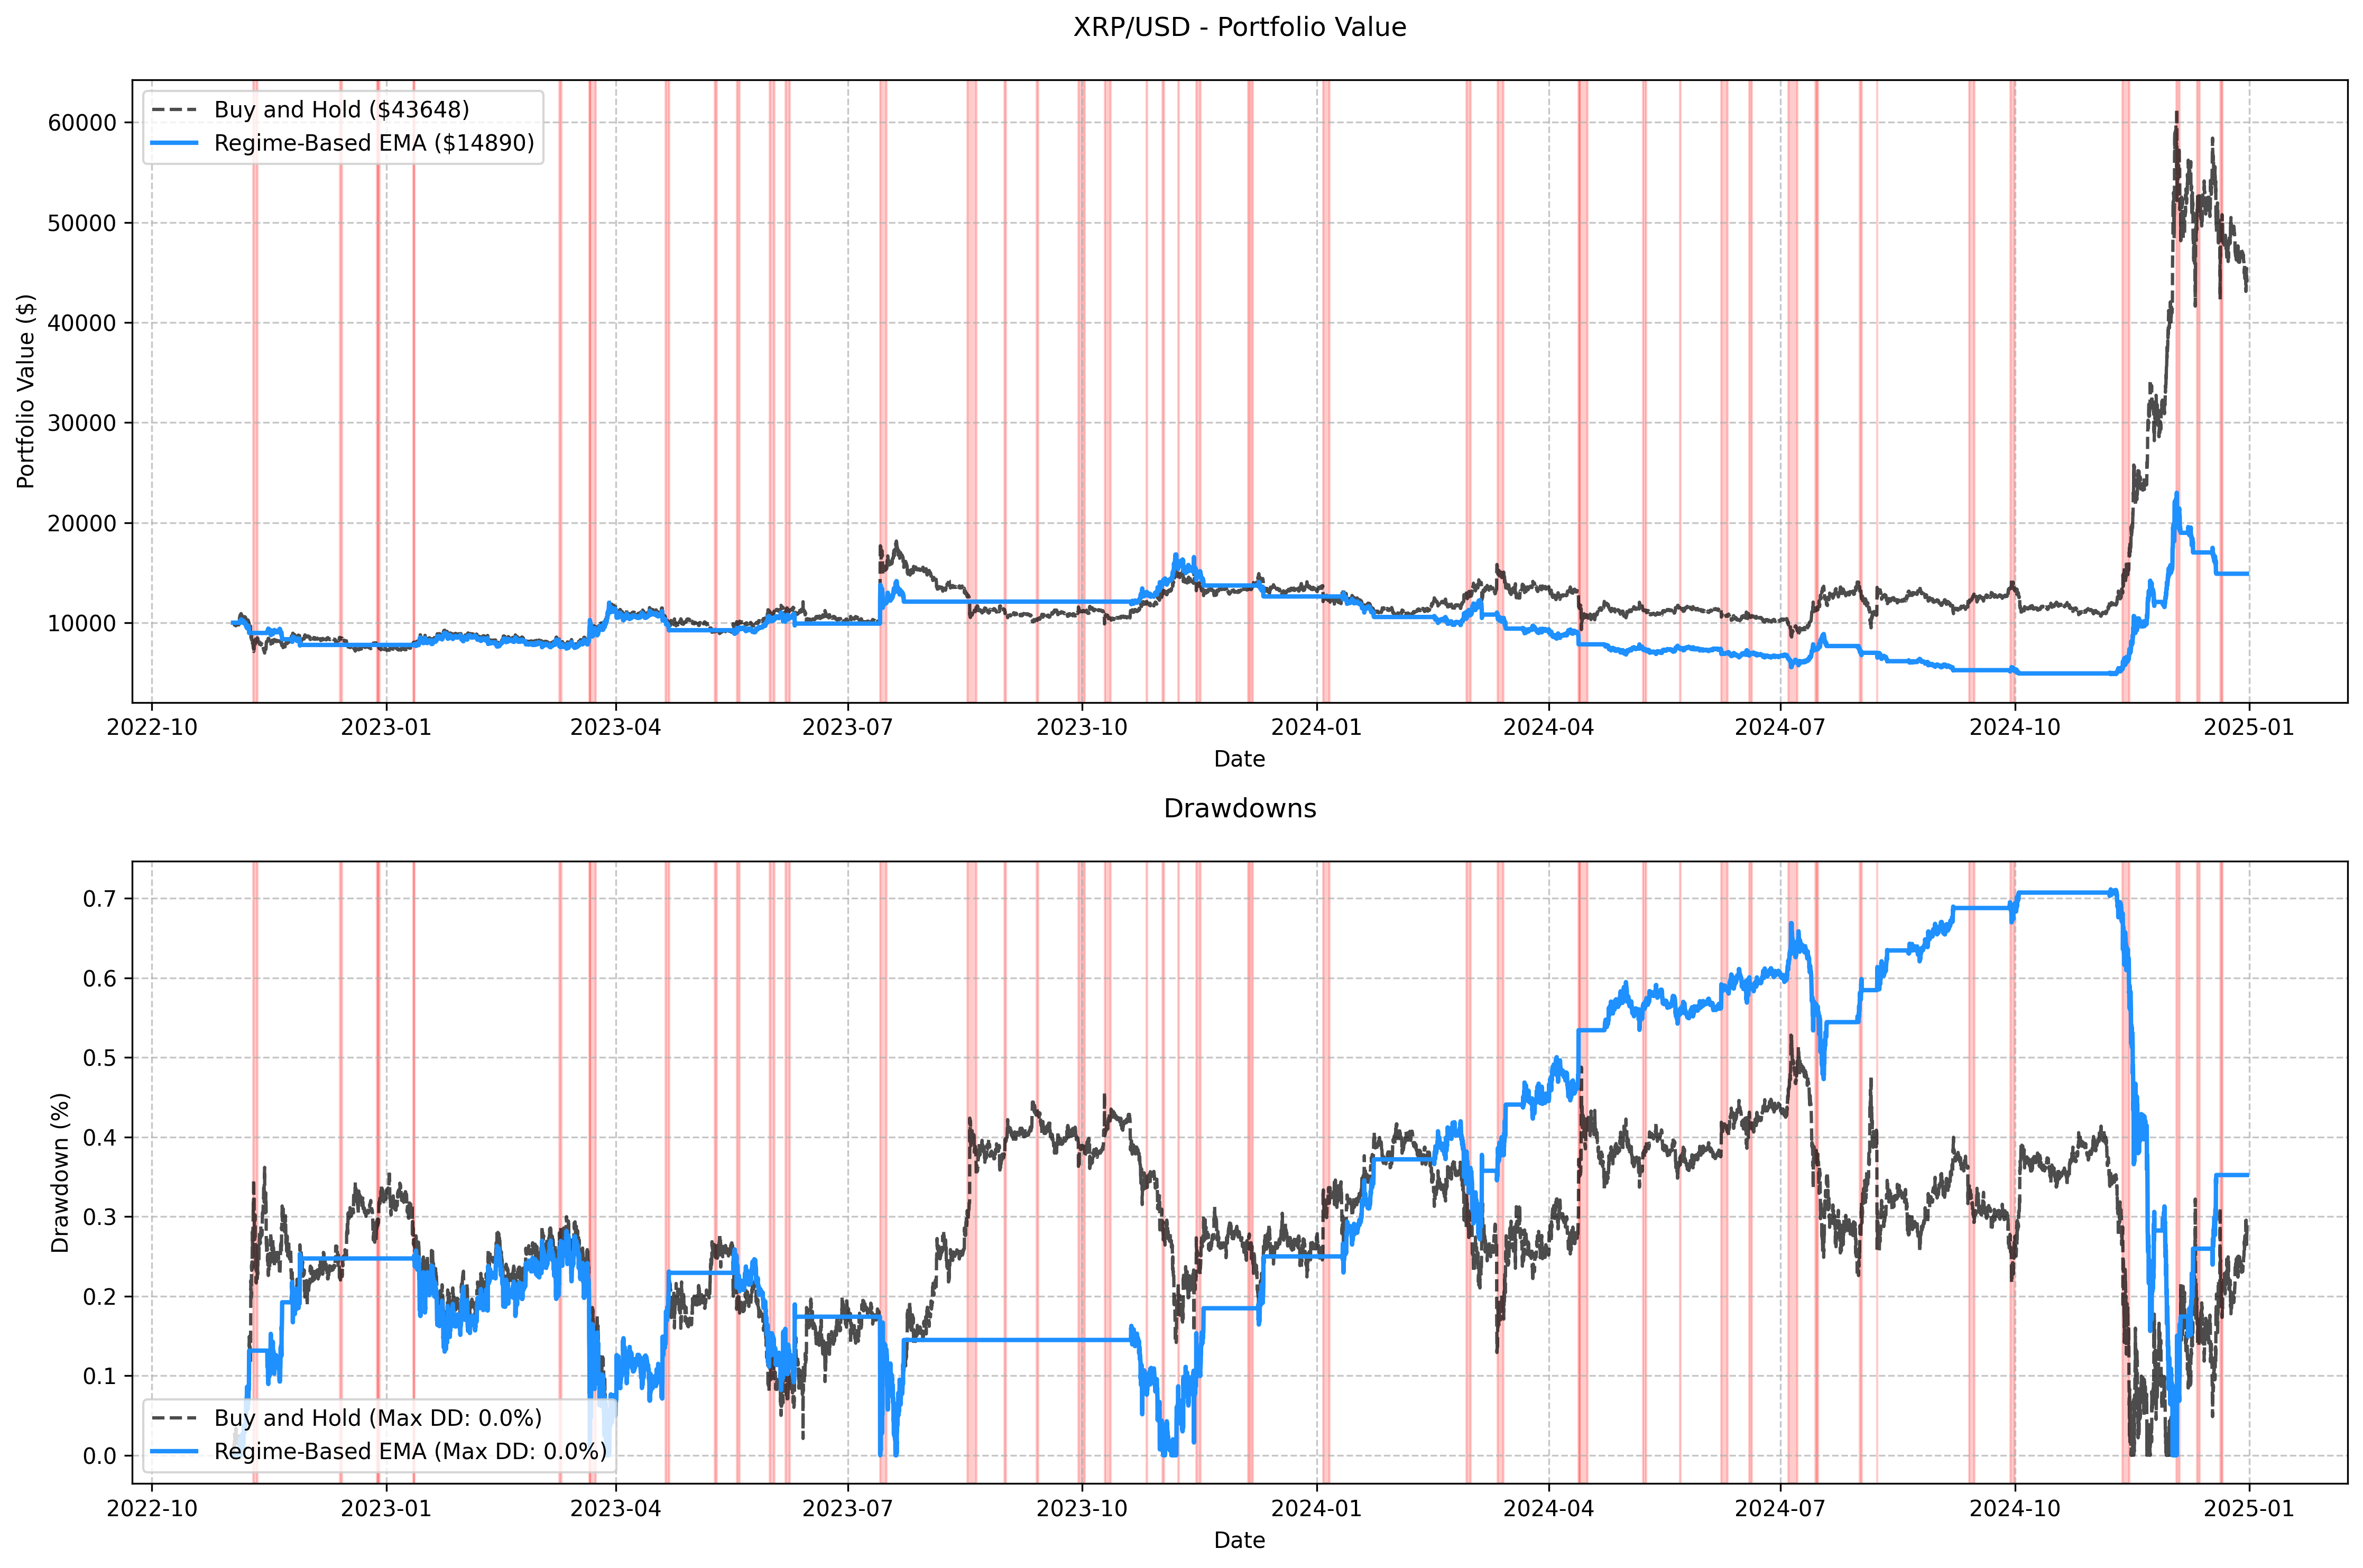 XRP/USD - Portfolio Value
Buy and Hold ($43648)
Regime-Based EMA ($14890)
Portfolio Value ($)
60000
50000
40000
30000
20000
10000
2022-10 2023-01 2023-04 2023-07 2023-10 2024-01 2024-04 2024-07 2024-10 2025-01
Date
Drawdowns
Drawdown (%)
0.7
0.6
0.5
0.4
0.3
0.2
0.1
0.0
Buy and Hold (Max DD: 0.0%)
Regime-Based EMA (Max DD: 0.0%)
2022-10 2023-01 2023-04 2023-07 2023-10 2024-01 2024-04 2024-07 2024-10 2025-01
Date